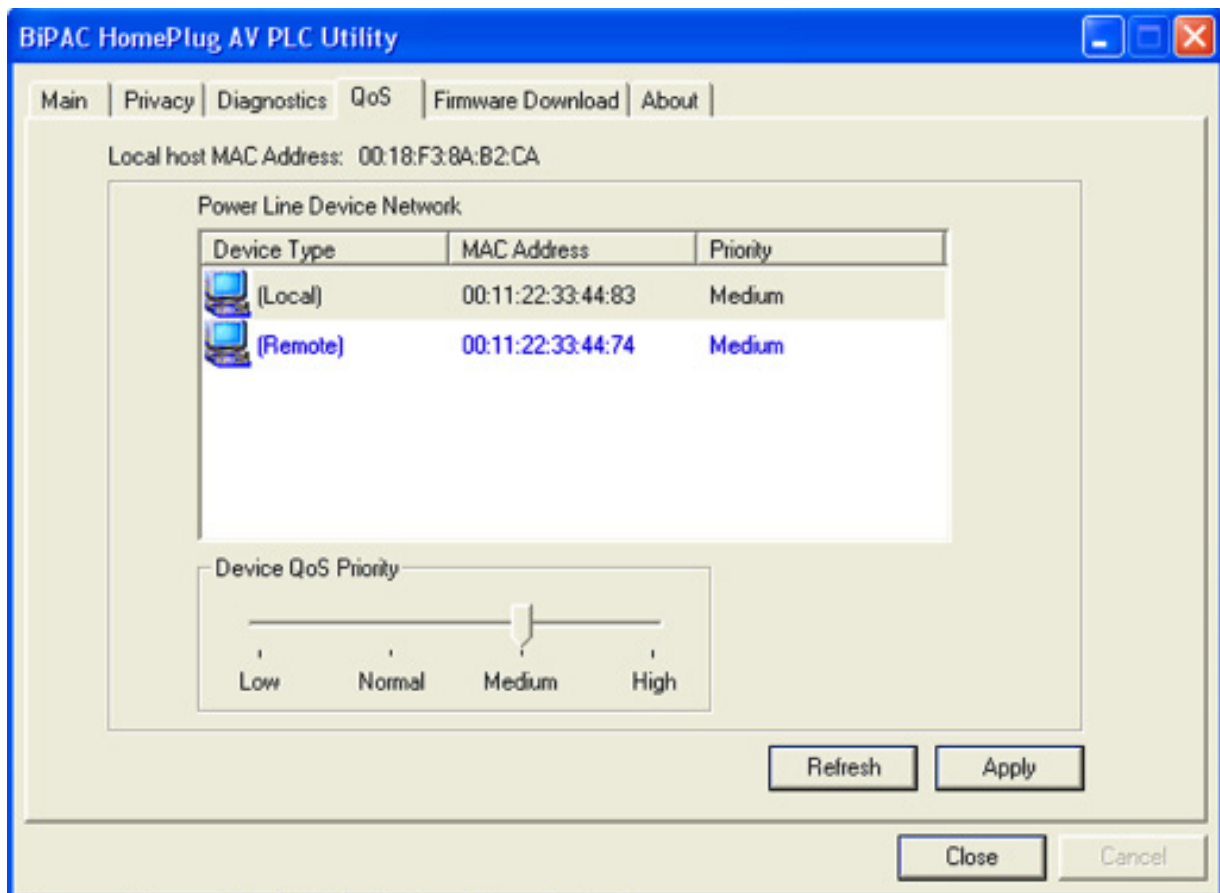 BiPAC HomePlug AV PLC Utility
Main Privacy Diagnostics QoS Firmware Download About
Local host MAC Address: 00:18:F3:8A:B2:CA
Power Line Device Network
Device Type MAC Address Priority
(Local) 00:11:22:33:44:83 Medium
(Remote) 00:11:22:33:44:74 Medium
Device QoS Priority
Low Normal Medium High
Refresh Apply
Close Cancel